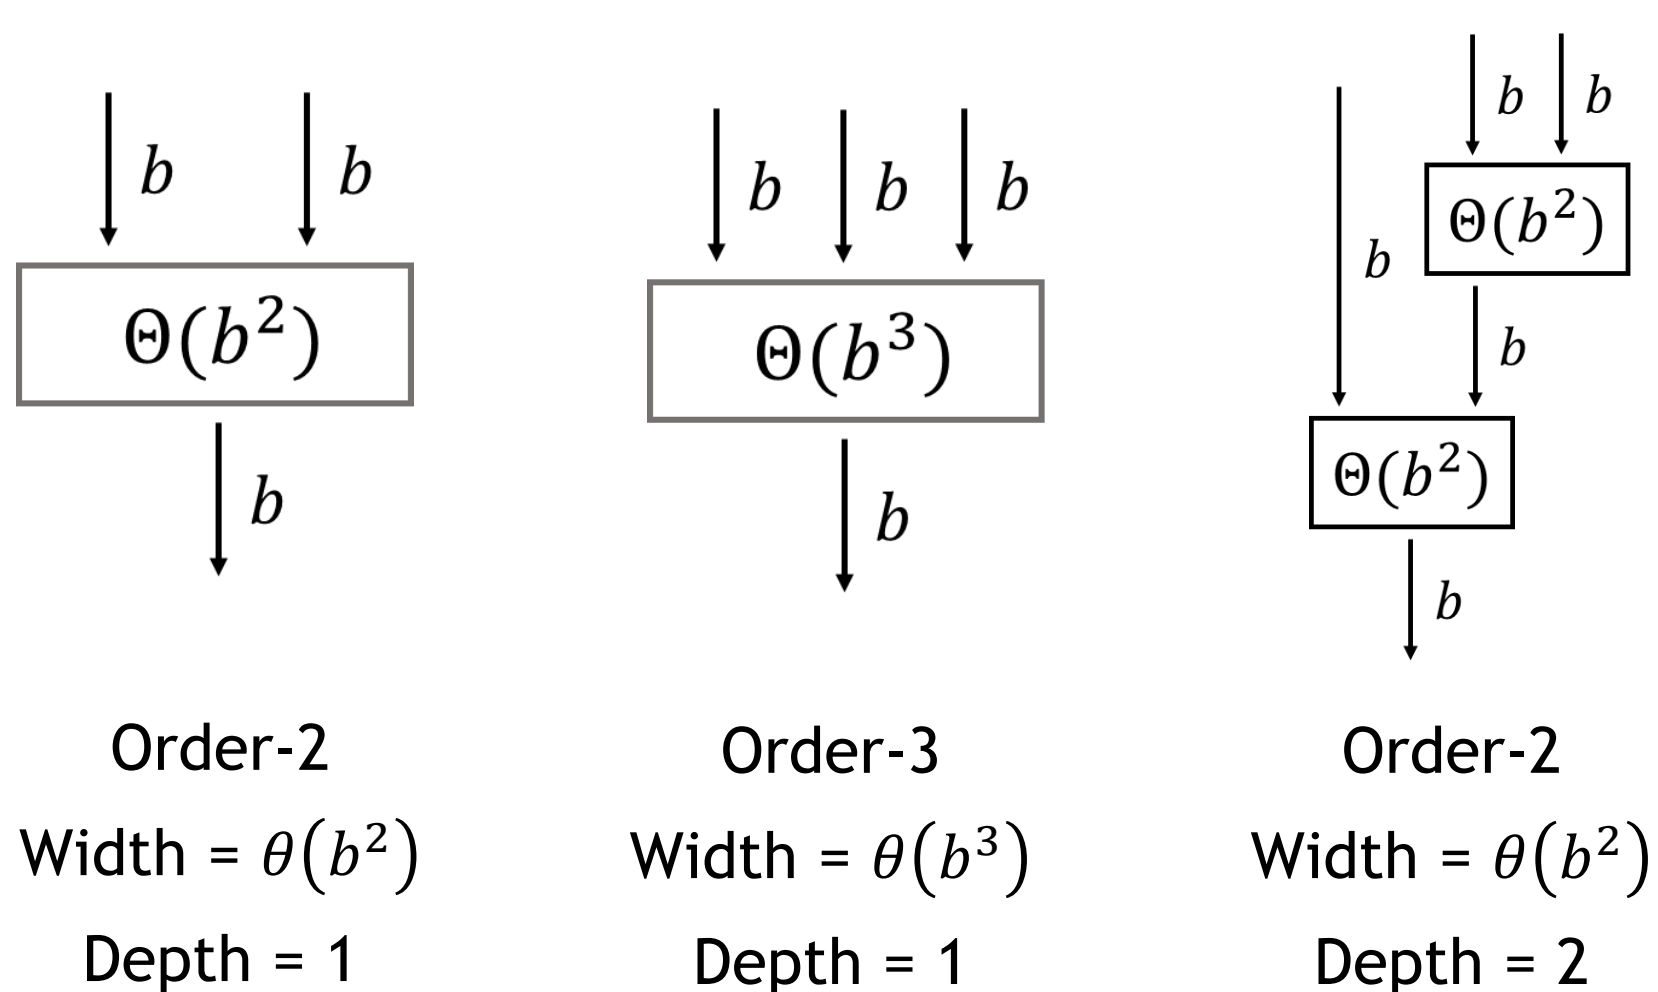 b b
Θ(b²)
b
Order-2
Width = θ(b²)
Depth = 1
b b b
Θ(b³)
b
Order-3
Width = θ(b³)
Depth = 1
b b
Θ(b²)
b
b
Θ(b²)
b
Order-2
Width = θ(b²)
Depth = 2